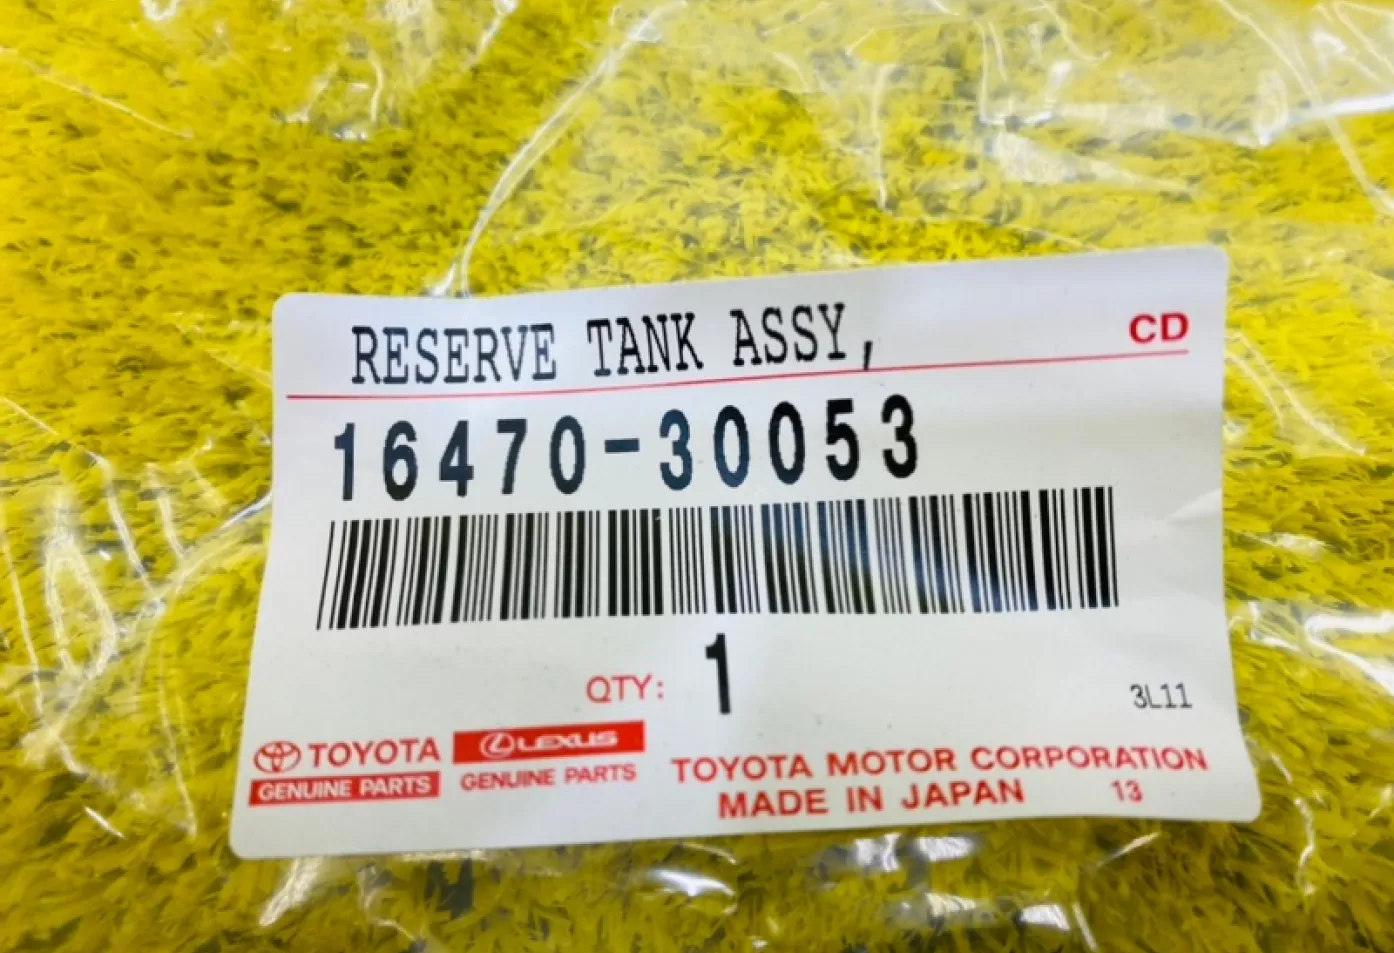 RESERVE TANK ASSY,
CD
16470-30053
QTY: 1
3L11
TOYOTA
GENUINE PARTS
LEXUS
GENUINE PARTS
TOYOTA MOTOR CORPORATION
MADE IN JAPAN 13